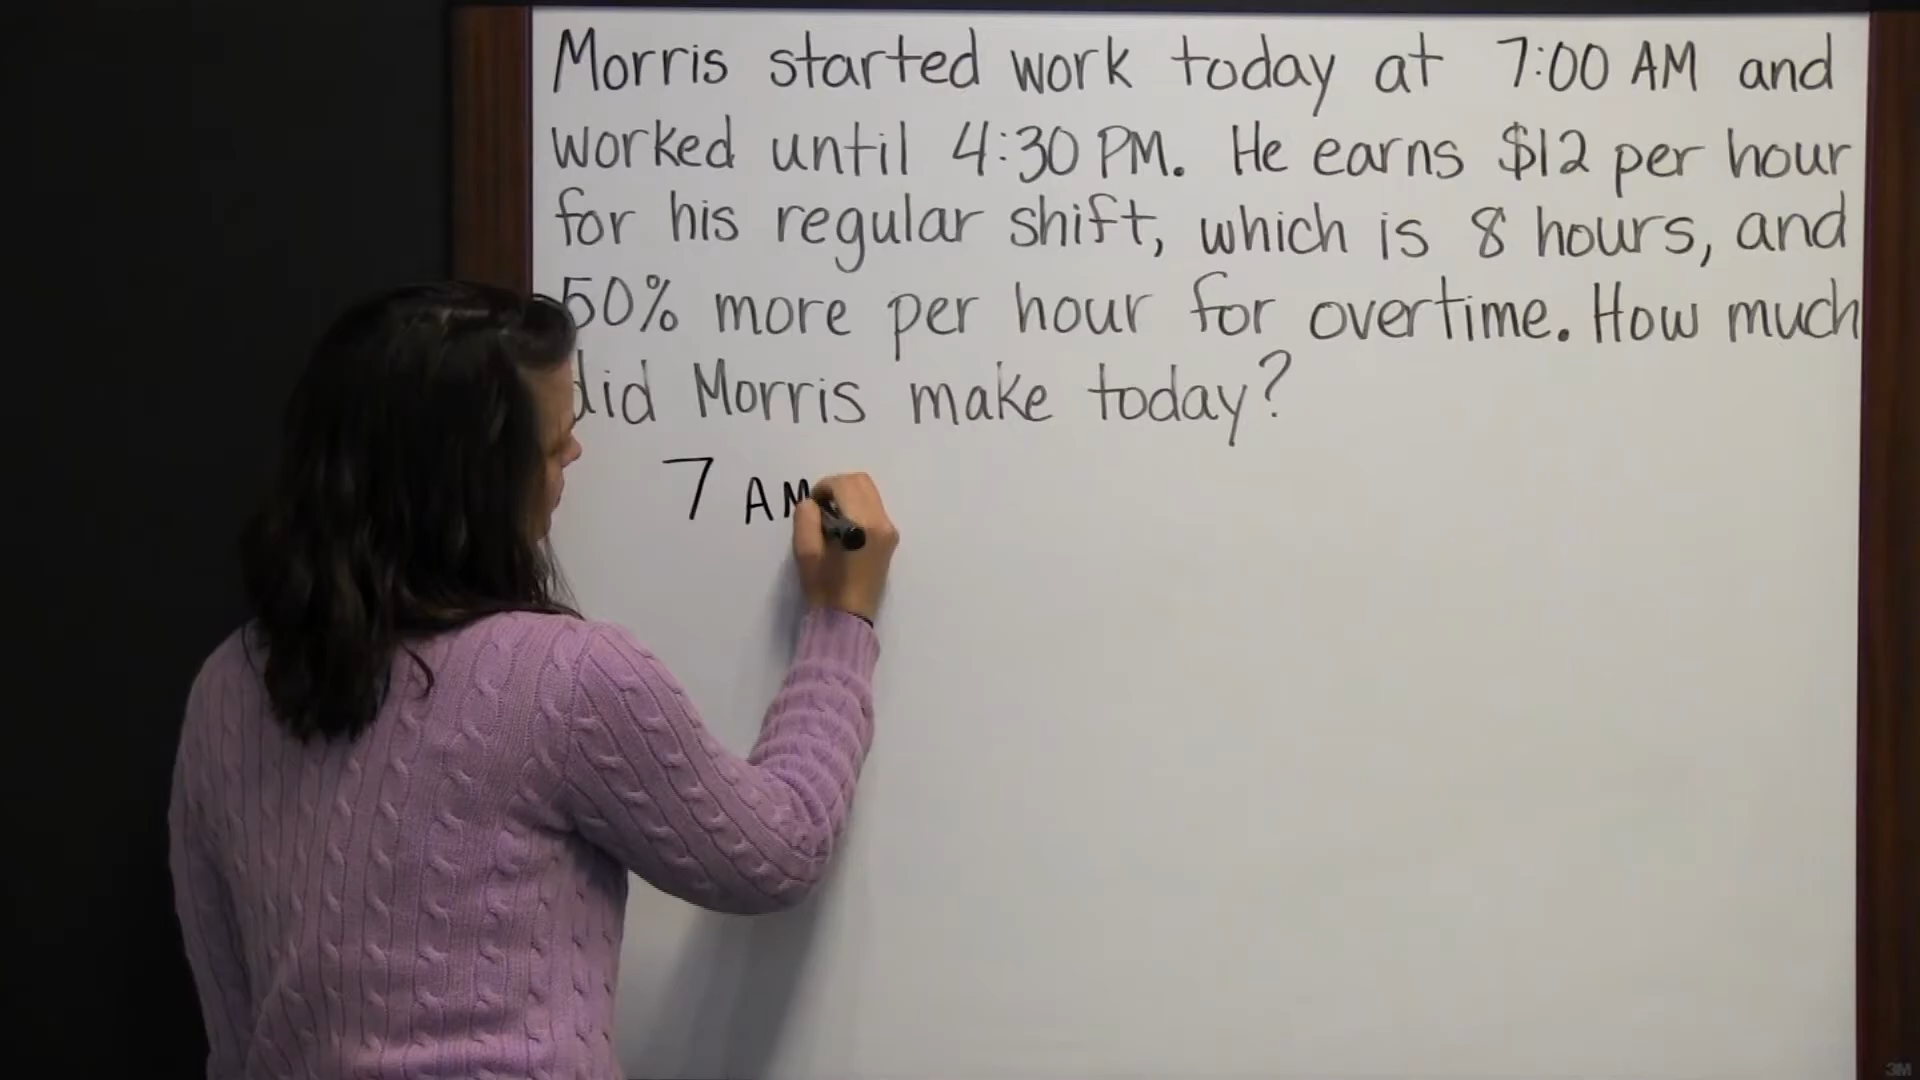 Morris started work today at 7:00 AM and
worked until 4:30 PM. He earns $12 per hour
for his regular shift, which is 8 hours, and
50% more per hour for overtime. How much
did Morris make today?
7 AM
3M